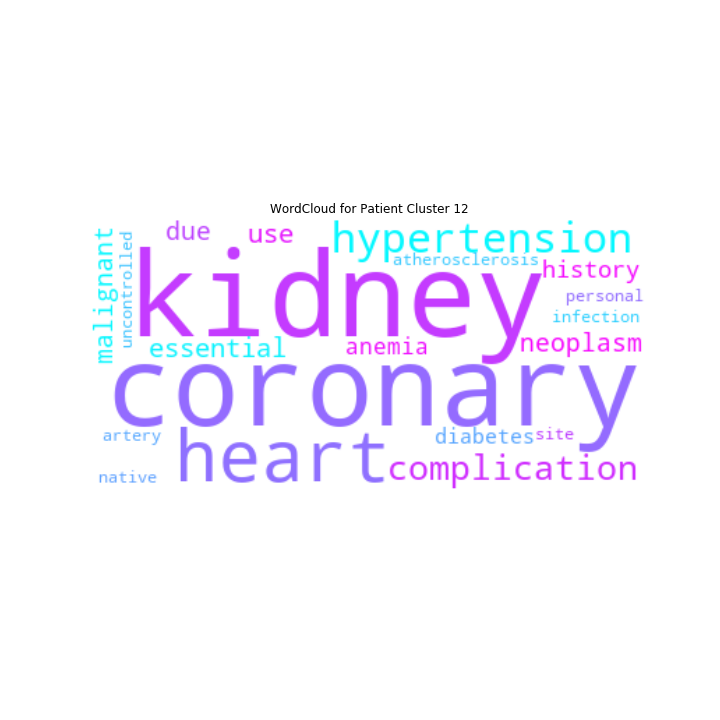 WordCloud for Patient Cluster 12
due
use
hypertension
malignant
uncontrolled
kidney
atherosclerosis
history
personal
infection
essential
anemia
neoplasm
coronary
artery
heart
diabetes
site
native
complication